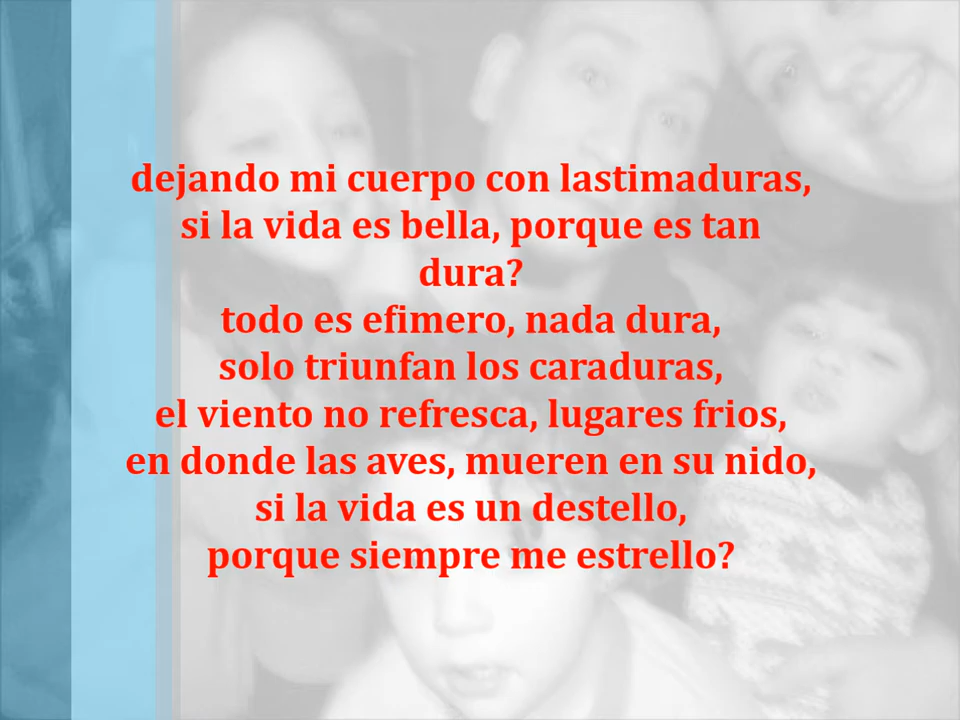 dejando mi cuerpo con lastimaduras,
si la vida es bella, porque es tan
dura?
todo es efimero, nada dura,
solo triunfan los caraduras,
el viento no refresca, lugares frios,
en donde las aves, mueren en su nido,
si la vida es un destello,
porque siempre me estrello?